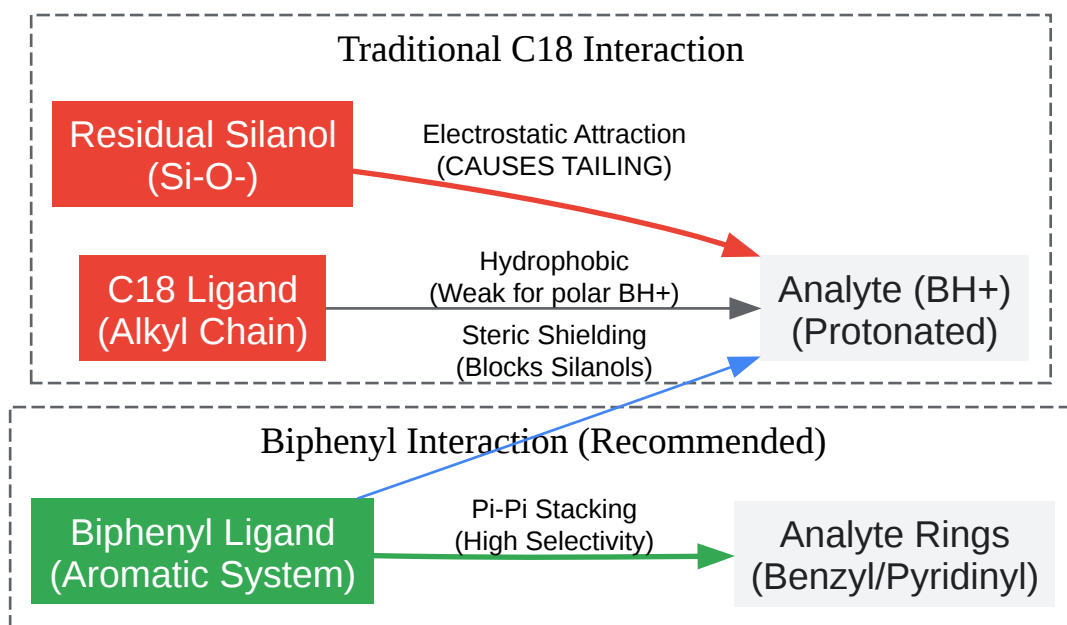 Traditional C18 Interaction
Residual Silanol
(Si-O-)
Electrostatic Attraction
(CAUSES TAILING)
C18 Ligand
(Alkyl Chain)
Hydrophobic
(Weak for polar BH+)
Analyte (BH+)
(Protonated)
Steric Shielding
(Blocks Silanols)
Biphenyl Interaction (Recommended)
Biphenyl Ligand
(Aromatic System)
Pi-Pi Stacking
(High Selectivity)
Analyte Rings
(Benzyl/Pyridinyl)